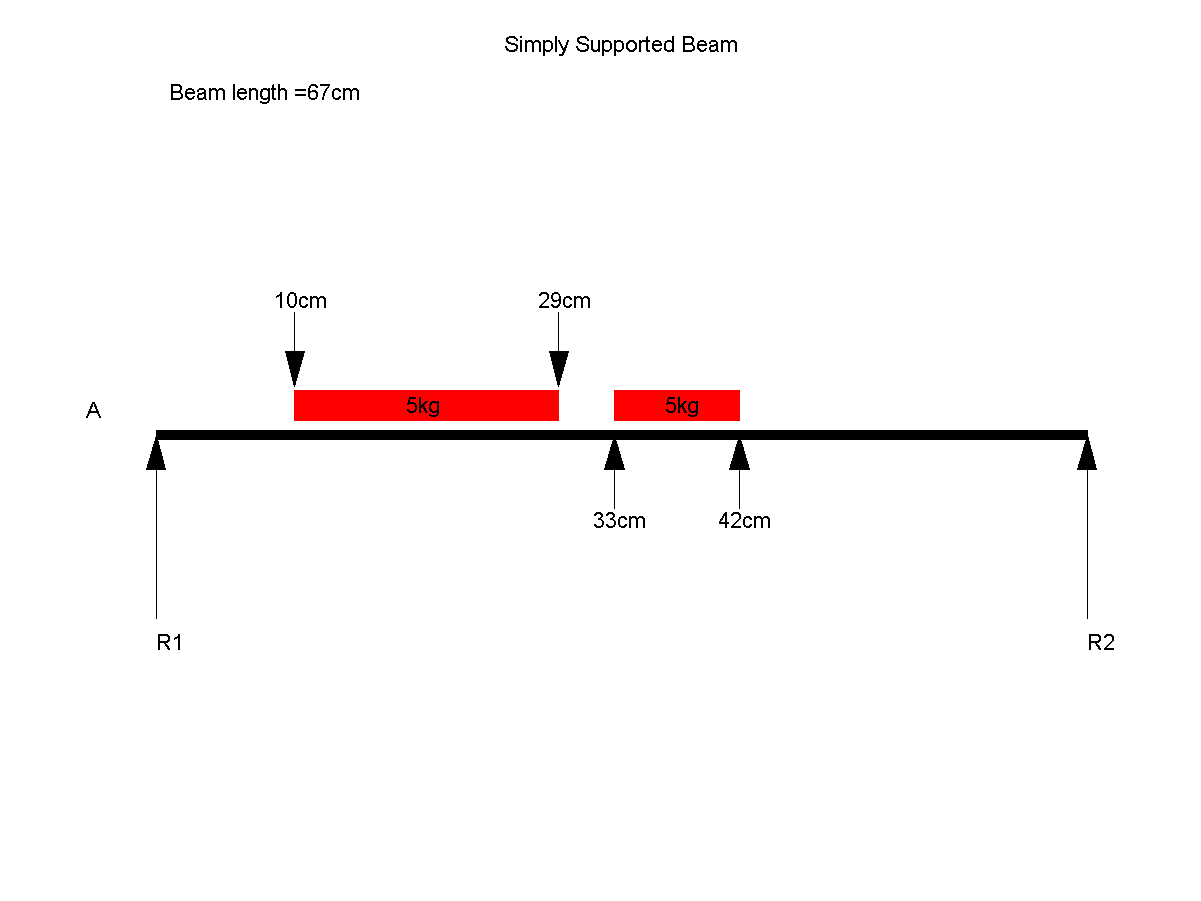 Simply Supported Beam
Beam length =67cm
10cm
29cm
A
5kg
5kg
33cm
42cm
R1
R2